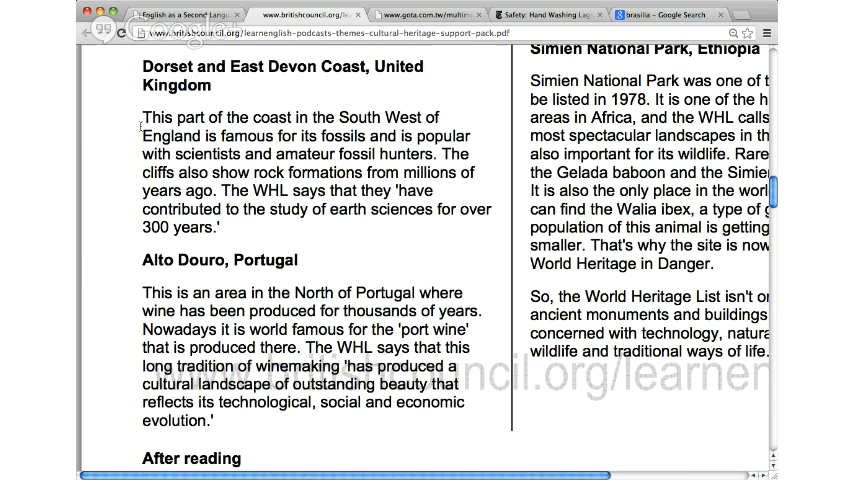 English as a Second Lang
www.britishcouncil.org/le
www.gota.com.tw/multim
Safety: Hand Washing Lag
brasilia - Google Search
www.britishcouncil.org/learnenglish-podcasts-themes-cultural-heritage-support-pack.pdf
Google+
Dorset and East Devon Coast, United
Kingdom
This part of the coast in the South West of
England is famous for its fossils and is popular
with scientists and amateur fossil hunters. The
cliffs also show rock formations from millions of
years ago. The WHL says that they 'have
contributed to the study of earth sciences for over
300 years.'
Alto Douro, Portugal
This is an area in the North of Portugal where
wine has been produced for thousands of years.
Nowadays it is world famous for the 'port wine'
that is produced there. The WHL says that this
long tradition of winemaking 'has produced a
cultural landscape of outstanding beauty that
reflects its technological, social and economic
evolution.'
After reading
Simien National Park, Ethiopia
Simien National Park was one of t
be listed in 1978. It is one of the h
areas in Africa, and the WHL calls
most spectacular landscapes in th
also important for its wildlife. Rare
the Gelada baboon and the Simie
It is also the only place in the worl
can find the Walia ibex, a type of g
population of this animal is getting
smaller. That's why the site is now
World Heritage in Danger.
So, the World Heritage List isn't or
ancient monuments and buildings
concerned with technology, natura
wildlife and traditional ways of life.
www.britishcouncil.org/learnen